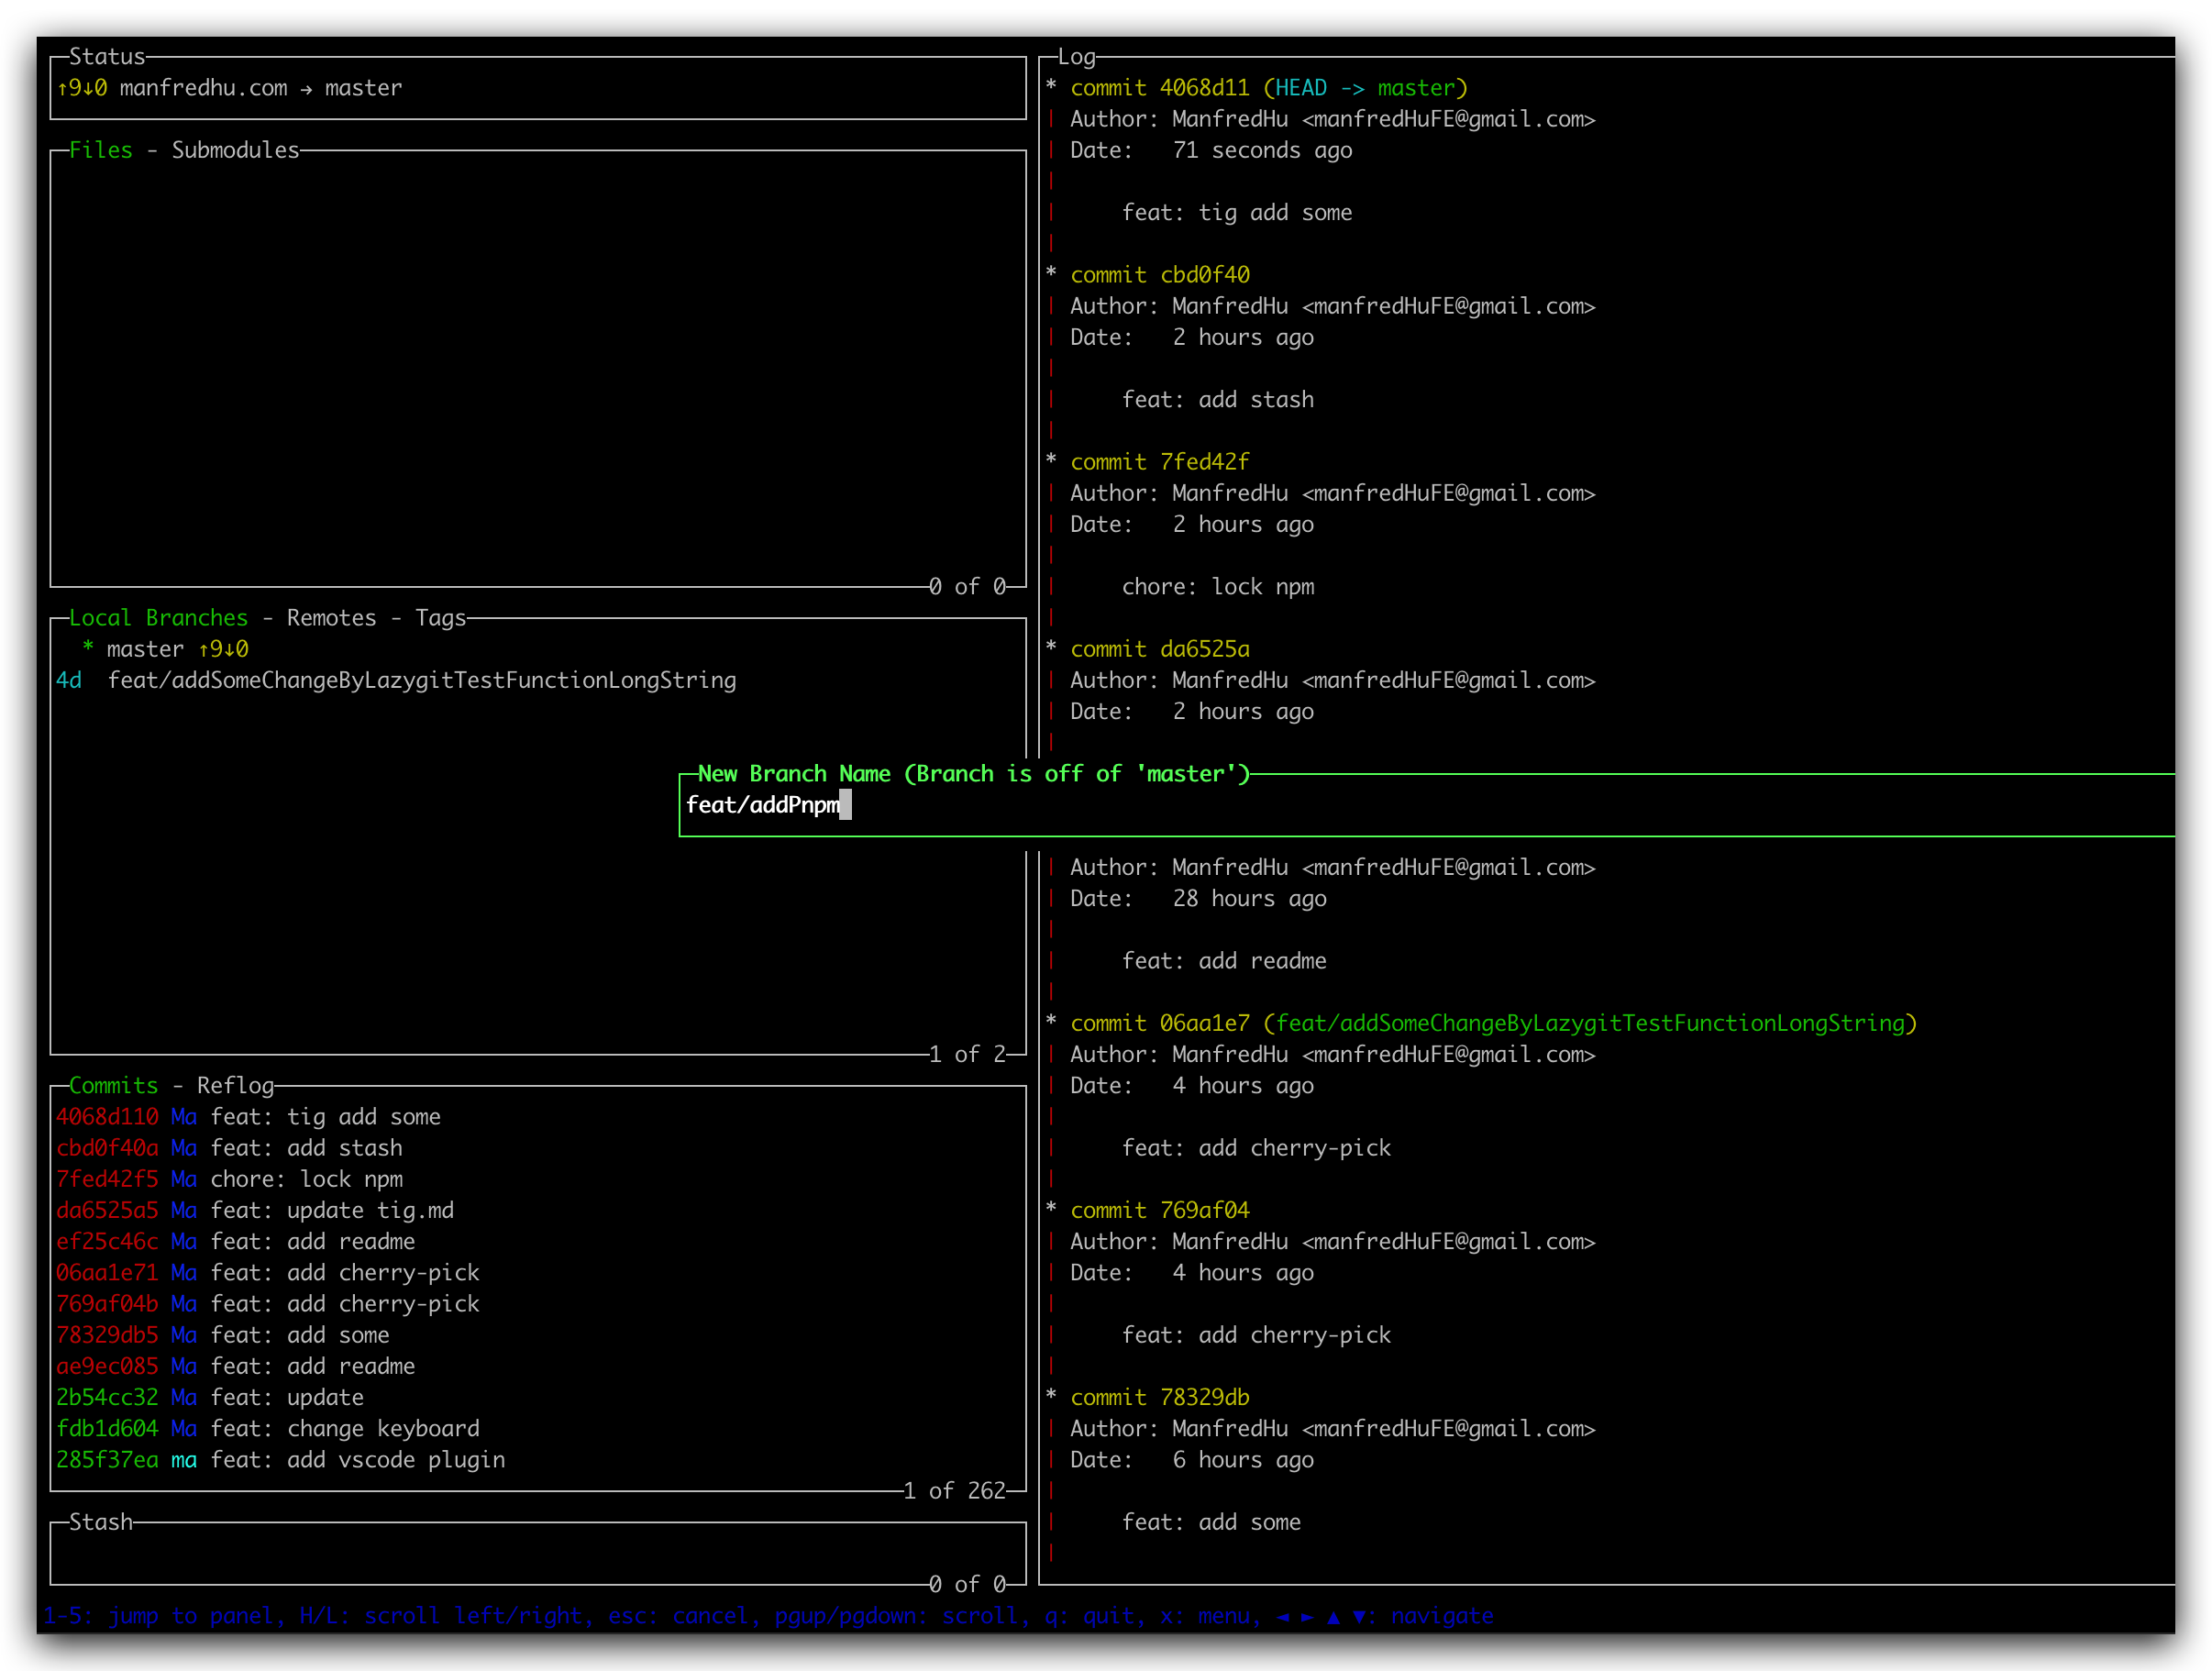 Status
↑9↓0 manfredhu.com → master
Files - Submodules
0 of 0
Local Branches - Remotes - Tags
* master ↑9↓0
4d feat/addSomeChangeByLazygitTestFunctionLongString
1 of 2
Commits - Reflog
4068d110 Ma feat: tig add some
cbd0f40a Ma feat: add stash
7fed42f5 Ma chore: lock npm
da6525a5 Ma feat: update tig.md
ef25c46c Ma feat: add readme
06aa1e71 Ma feat: add cherry-pick
769af04b Ma feat: add cherry-pick
78329db5 Ma feat: add some
ae9ec085 Ma feat: add readme
2b54cc32 Ma feat: update
fdb1d604 Ma feat: change keyboard
285f37ea ma feat: add vscode plugin
1 of 262
Stash
0 of 0
Log
* commit 4068d11 (HEAD -> master)
| Author: ManfredHu <manfredHuFE@gmail.com>
| Date: 71 seconds ago
|
| feat: tig add some
|
* commit cbd0f40
| Author: ManfredHu <manfredHuFE@gmail.com>
| Date: 2 hours ago
|
| feat: add stash
|
* commit 7fed42f
| Author: ManfredHu <manfredHuFE@gmail.com>
| Date: 2 hours ago
|
| chore: lock npm
|
* commit da6525a
| Author: ManfredHu <manfredHuFE@gmail.com>
| Date: 2 hours ago
|
New Branch Name (Branch is off of 'master')
feat/addPnpm
| Author: ManfredHu <manfredHuFE@gmail.com>
| Date: 28 hours ago
|
| feat: add readme
|
* commit 06aa1e7 (feat/addSomeChangeByLazygitTestFunctionLongString)
| Author: ManfredHu <manfredHuFE@gmail.com>
| Date: 4 hours ago
|
| feat: add cherry-pick
|
* commit 769af04
| Author: ManfredHu <manfredHuFE@gmail.com>
| Date: 4 hours ago
|
| feat: add cherry-pick
|
* commit 78329db
| Author: ManfredHu <manfredHuFE@gmail.com>
| Date: 6 hours ago
|
| feat: add some
|
1-5: jump to panel, H/L: scroll left/right, esc: cancel, pgup/pgdown: scroll, q: quit, x: menu, ◄ ► ▲ ▼: navigate